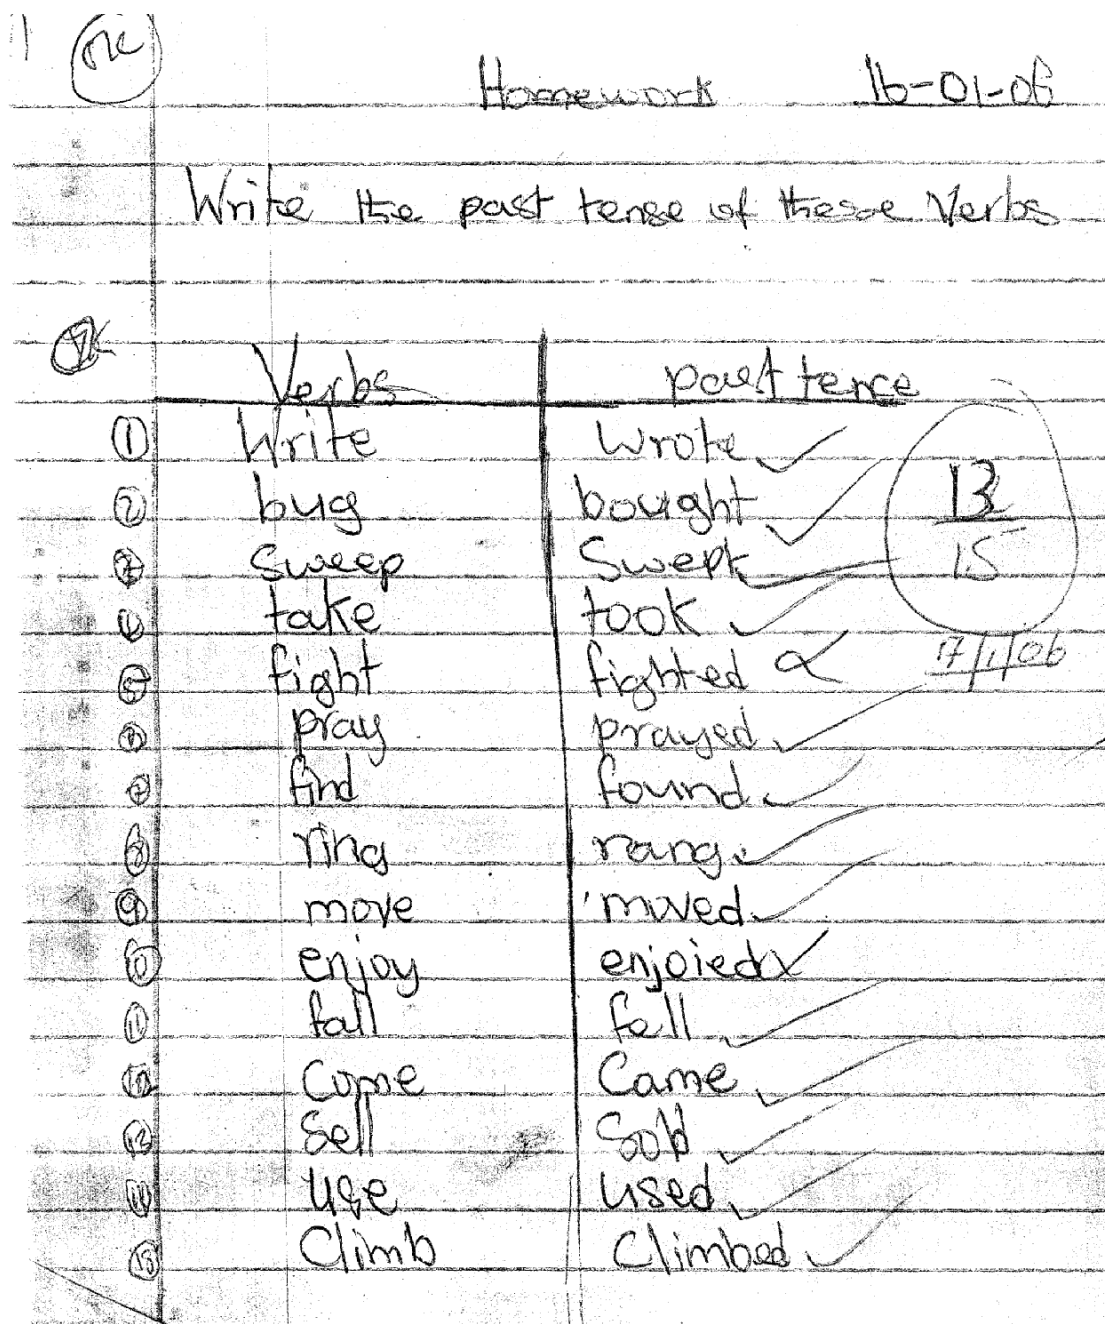 Homework 16-01-06
Write the past tense of these Verbs
Verbs past tence
1 Write Wrote
2 buy bought
3 Sweep Swept
4 take took
5 fight fighted
6 pray prayed
7 find found
8 ring rang
9 move moved
10 enjoy enjoied
11 fall fell
12 Come Came
13 Sell Sold
14 Use Used
15 Climb Climbed
13
15
17/1/06